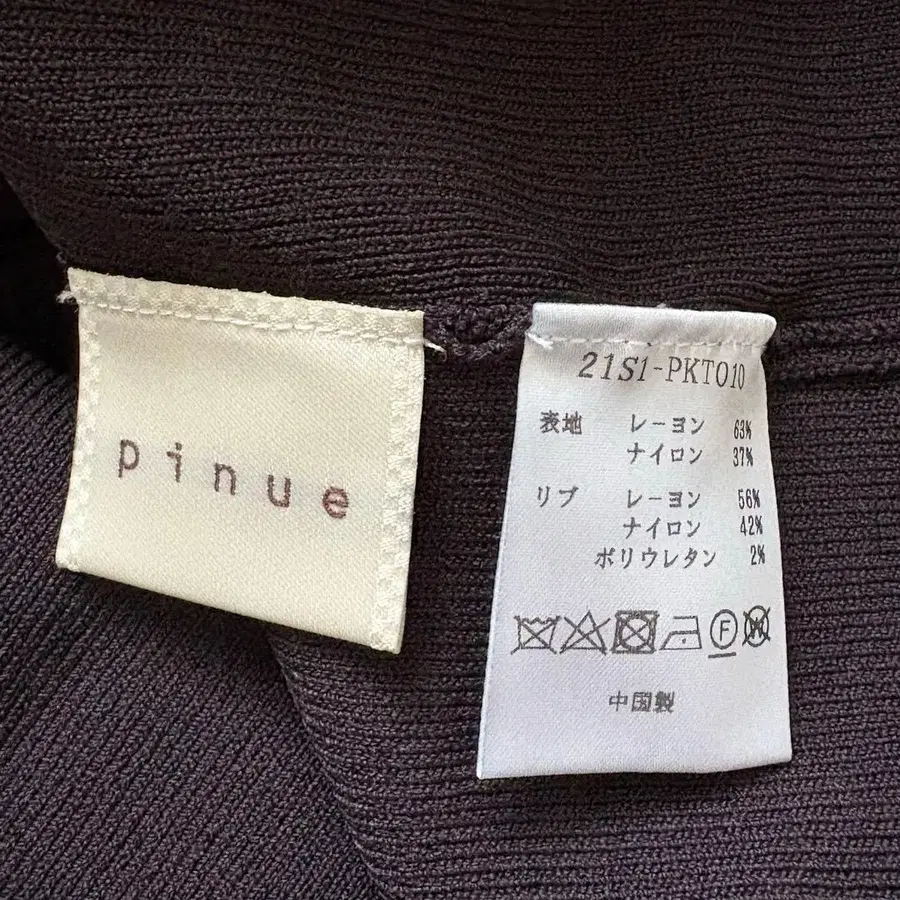 pinue
21S1-PKT010
表地 レーヨン 63%
ナイロン 37%
リブ レーヨン 56%
ナイロン 42%
ポリウレタン 2%
F W
中国製